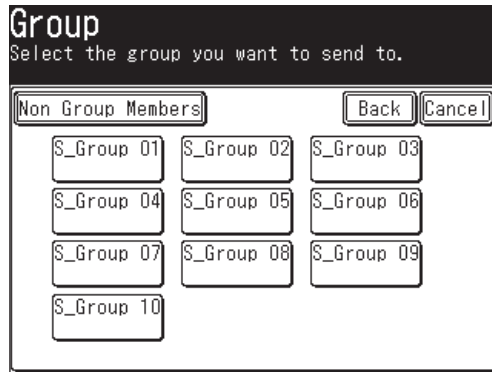 Group
Select the group you want to send to.
Non Group Members Back Cancel
S_Group 01 S_Group 02 S_Group 03
S_Group 04 S_Group 05 S_Group 06
S_Group 07 S_Group 08 S_Group 09
S_Group 10